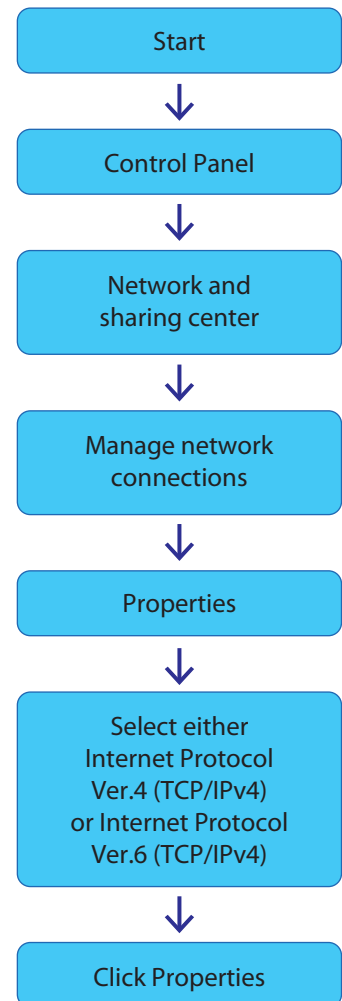 Start
Control Panel
Network and
sharing center
Manage network
connections
Properties
Select either
Internet Protocol
Ver.4 (TCP/IPv4)
or Internet Protocol
Ver.6 (TCP/IPv4)
Click Properties